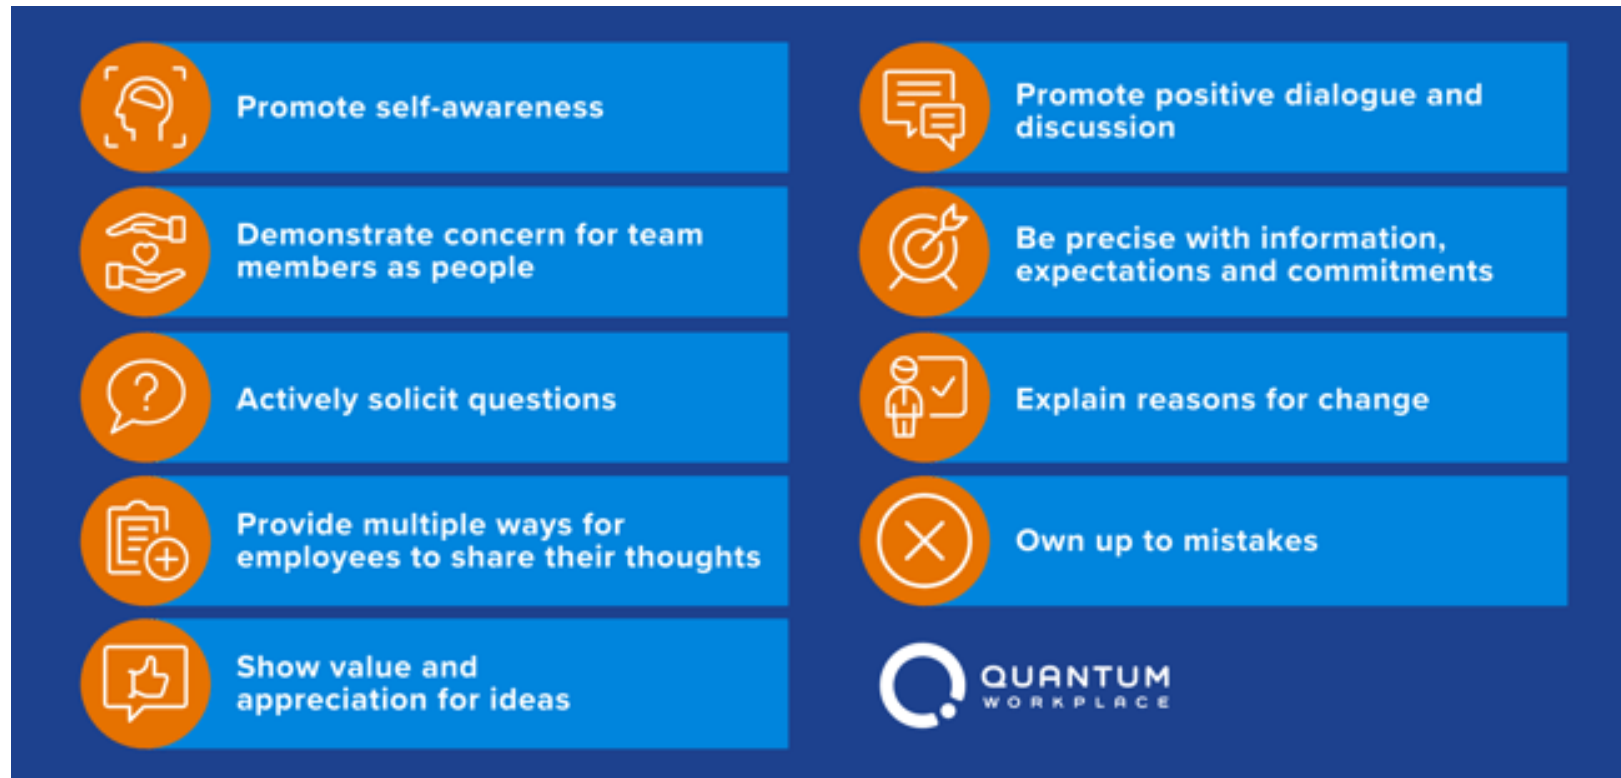 Promote self-awareness
Demonstrate concern for team
members as people
Actively solicit questions
Provide multiple ways for
employees to share their thoughts
Show value and
appreciation for ideas
Promote positive dialogue and
discussion
Be precise with information,
expectations and commitments
Explain reasons for change
Own up to mistakes
QUANTUM
WORKPLACE